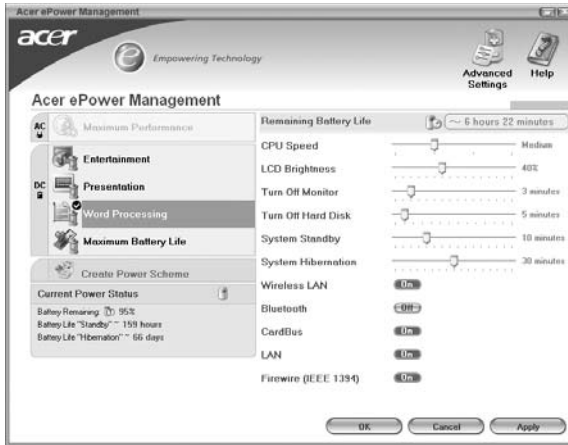 Acer ePower Management
acer
e Empowering Technology
Advanced Settings
Help
Acer ePower Management
AC
Maximum Performance
DC
Entertainment
Presentation
Word Processing
Maximum Battery Life
Create Power Scheme
Current Power Status
Battery Remaining: 95%
Battery Life "Standby" ~ 159 hours
Battery Life "Hibernation" ~ 66 days
Remaining Battery Life ~ 6 hours 22 minutes
CPU Speed Medium
LCD Brightness 40%
Turn Off Monitor 3 minutes
Turn Off Hard Disk 5 minutes
System Standby 10 minutes
System Hibernation 30 minutes
Wireless LAN On
Bluetooth Off
CardBus On
LAN On
Firewire (IEEE 1394) On
OK Cancel Apply